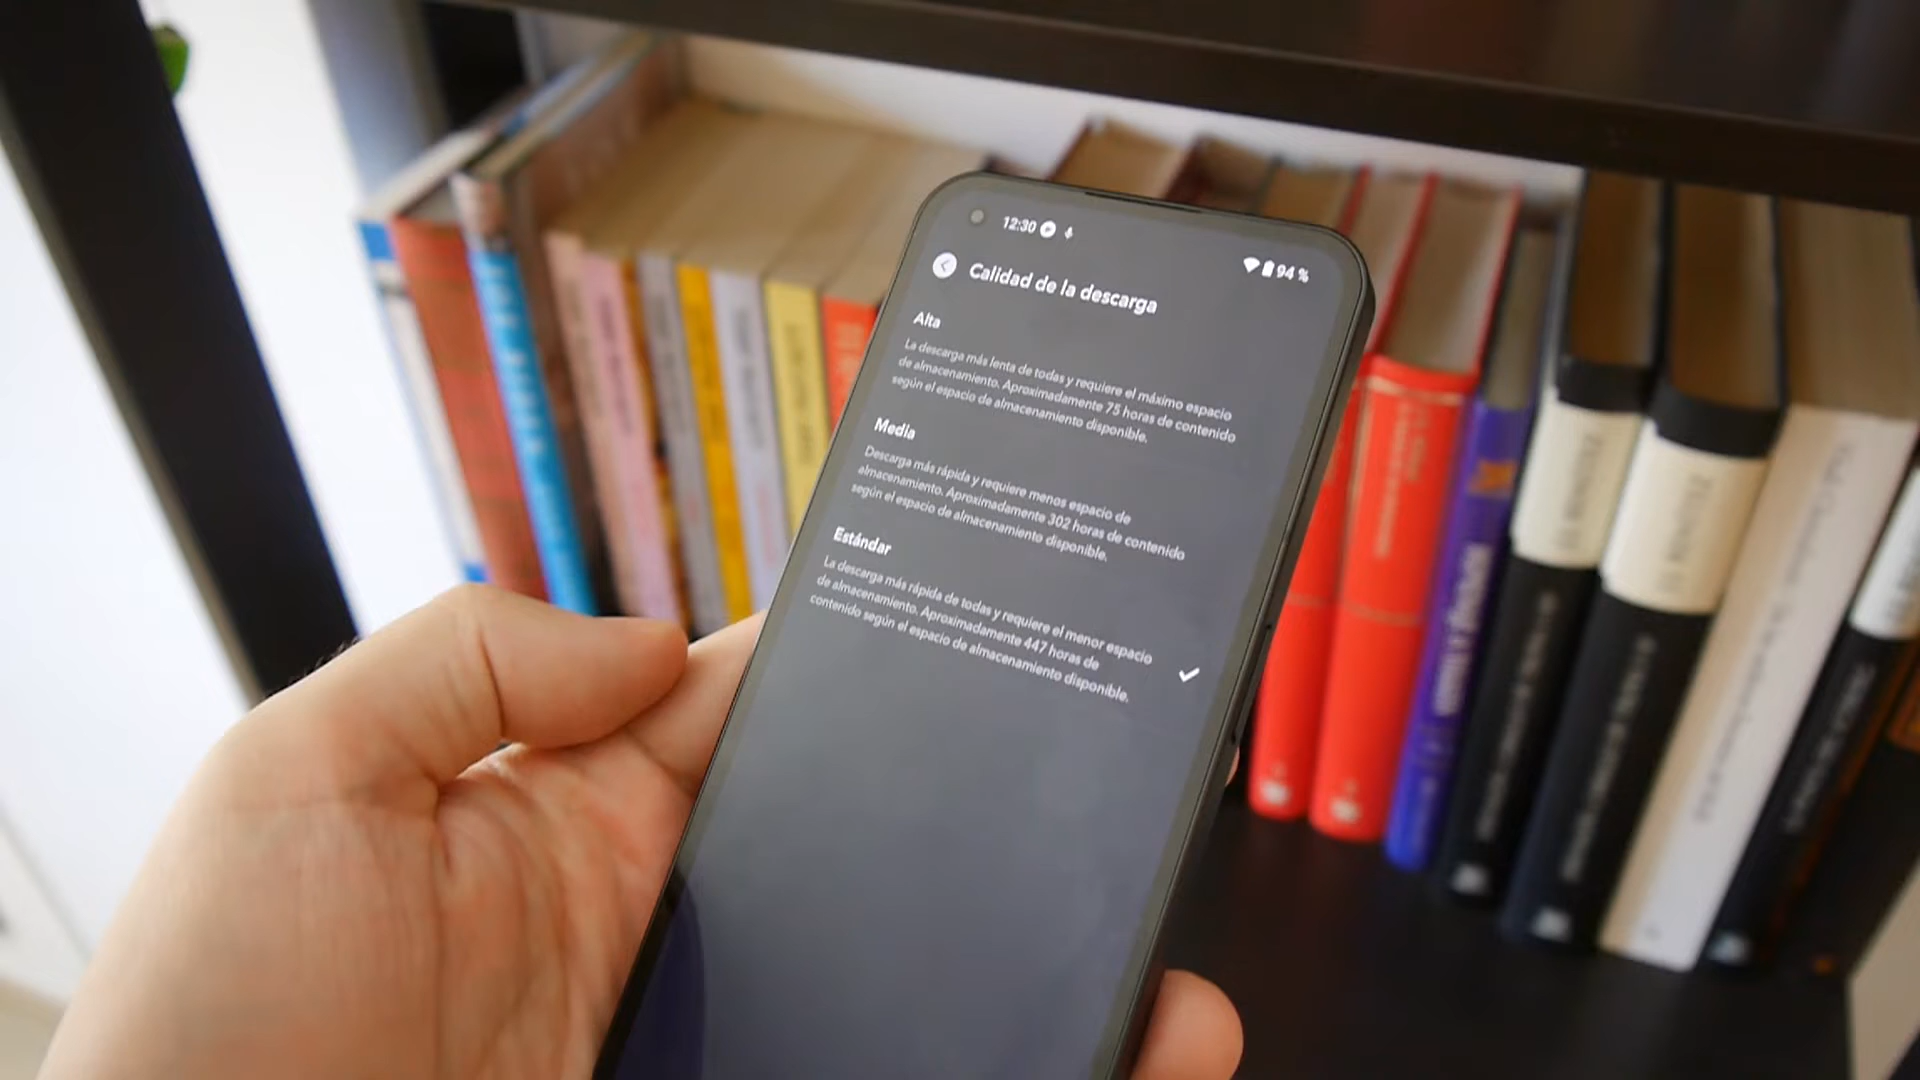 12:30
94 %
Calidad de la descarga
Alta
La descarga más lenta de todas y requiere el máximo espacio
de almacenamiento. Aproximadamente 75 horas de contenido
según el espacio de almacenamiento disponible.
Media
Descarga más rápida y requiere menos espacio de
almacenamiento. Aproximadamente 302 horas de contenido
según el espacio de almacenamiento disponible.
Estándar
La descarga más rápida de todas y requiere el menor espacio
de almacenamiento. Aproximadamente 447 horas de
contenido según el espacio de almacenamiento disponible.